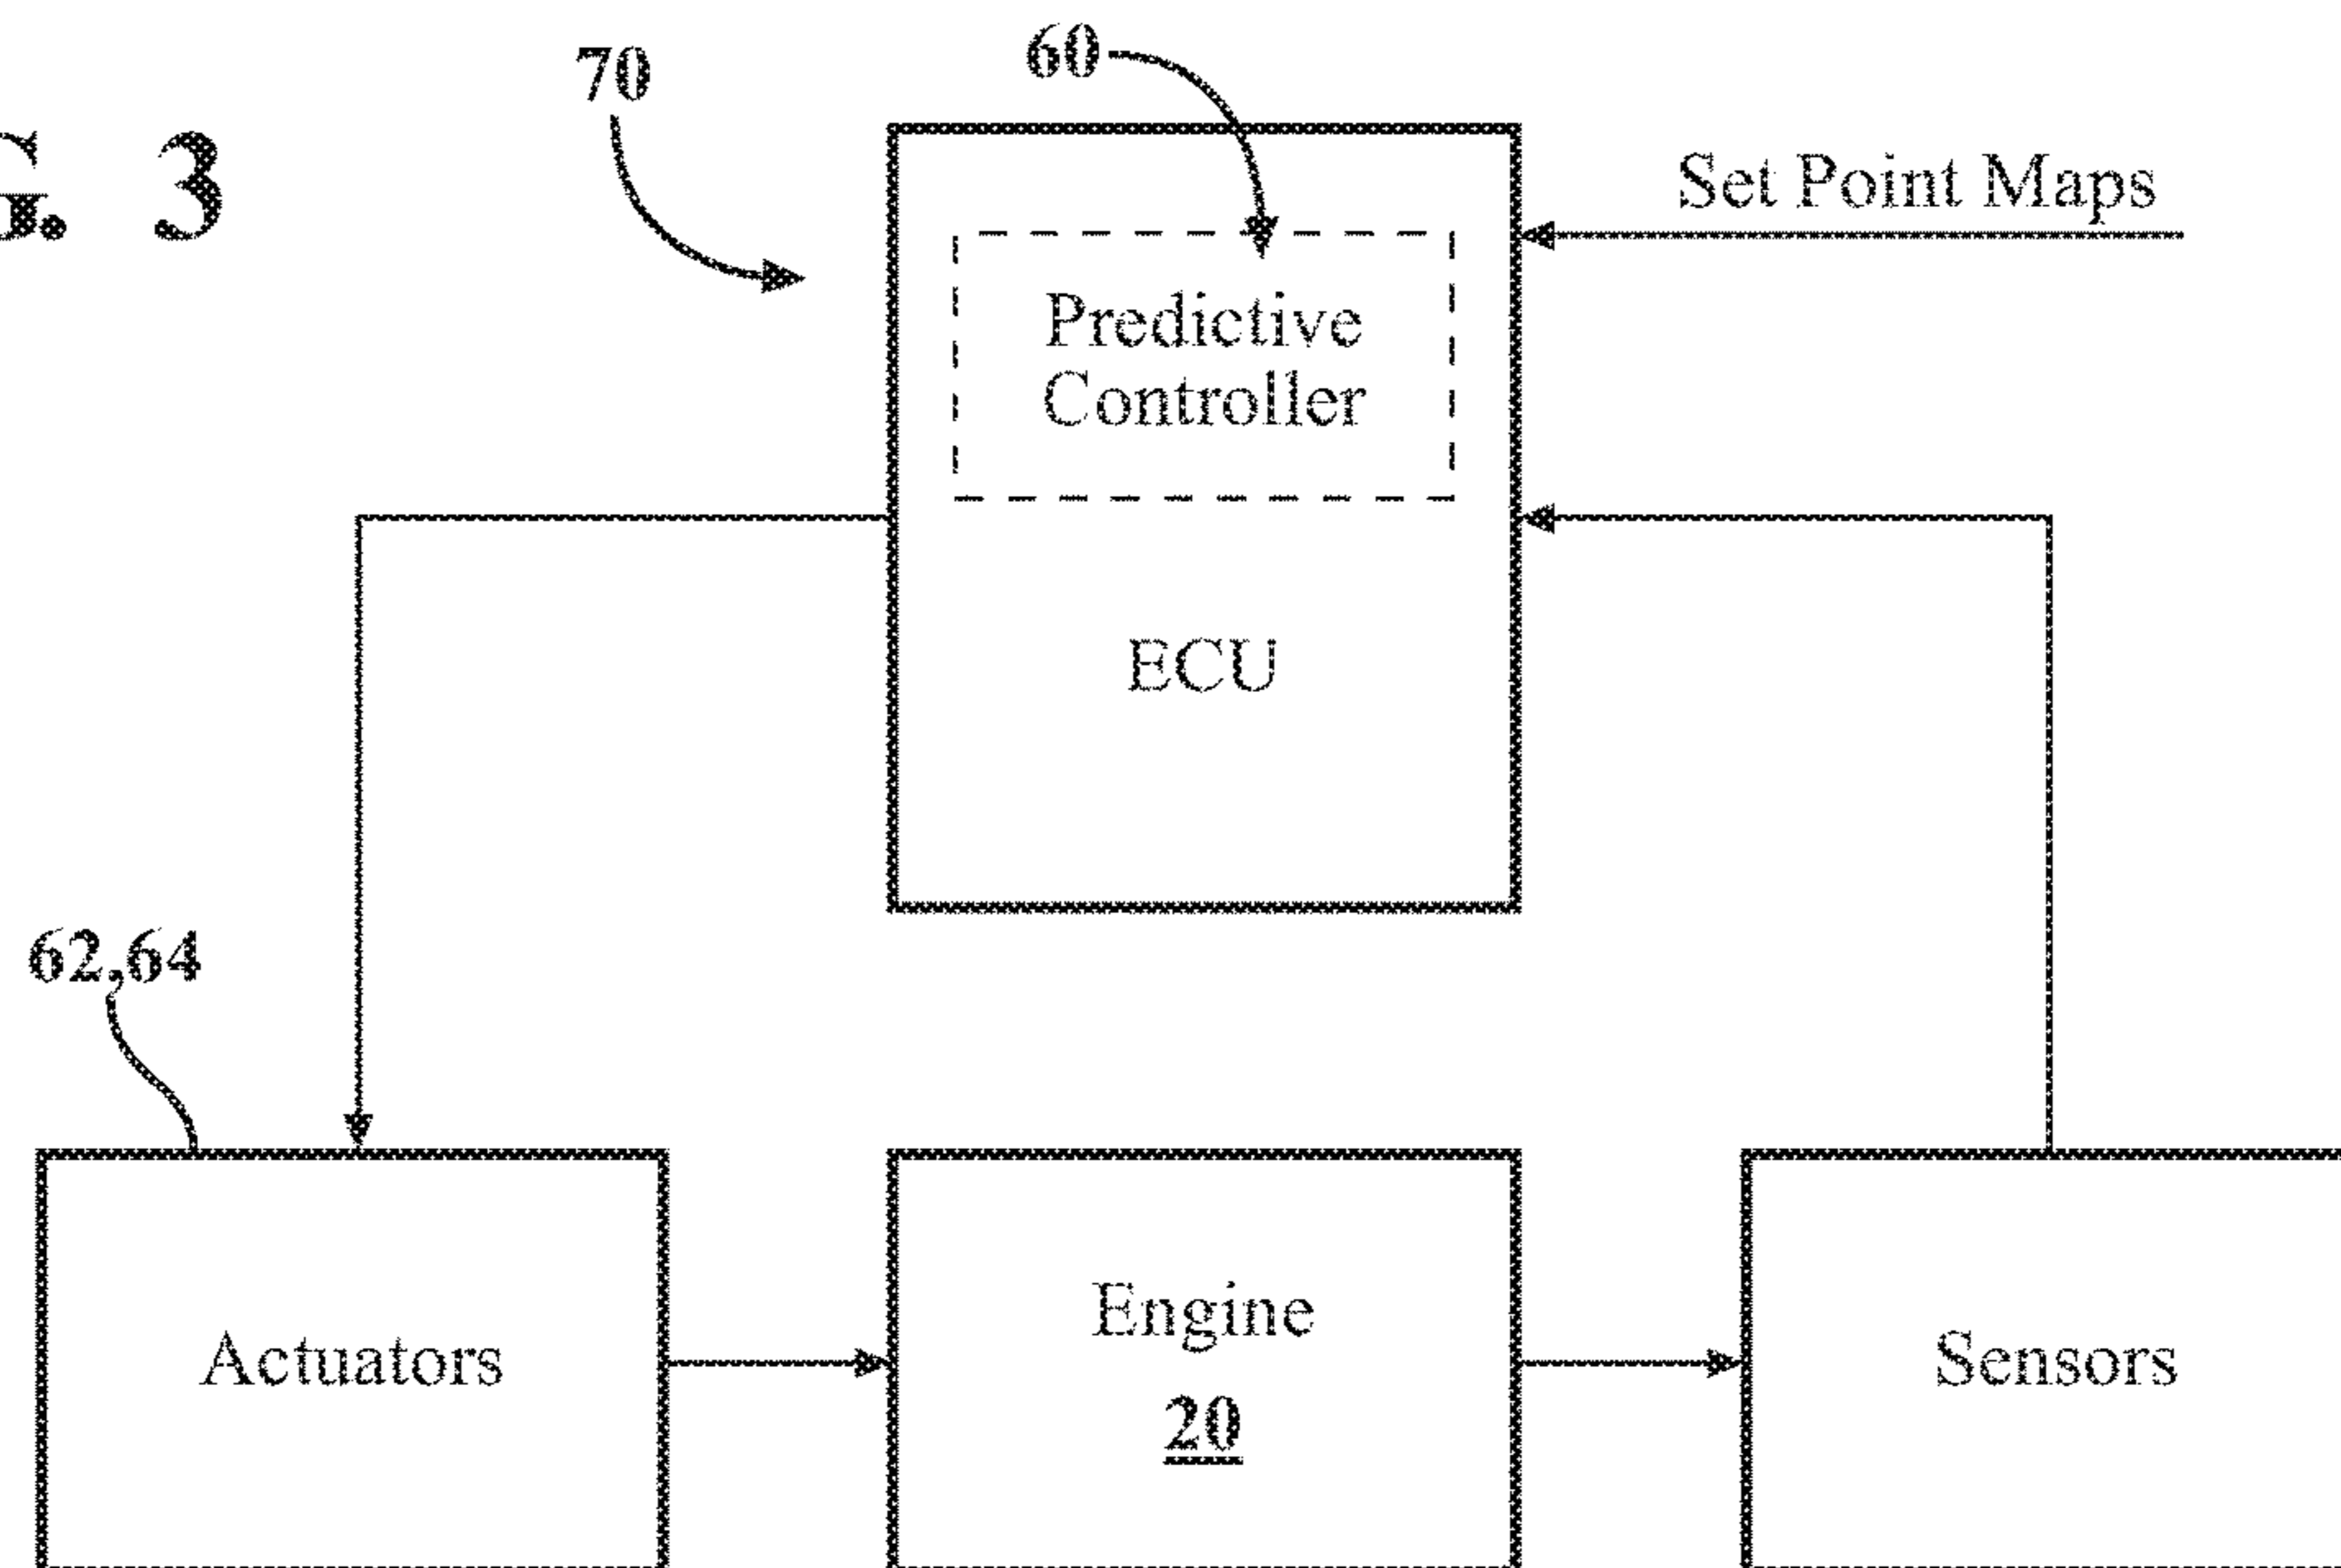 70
60
G. 3
Set Point Maps
Predictive
Controller
ECU
62,64
Actuators
Engine
20
Sensors